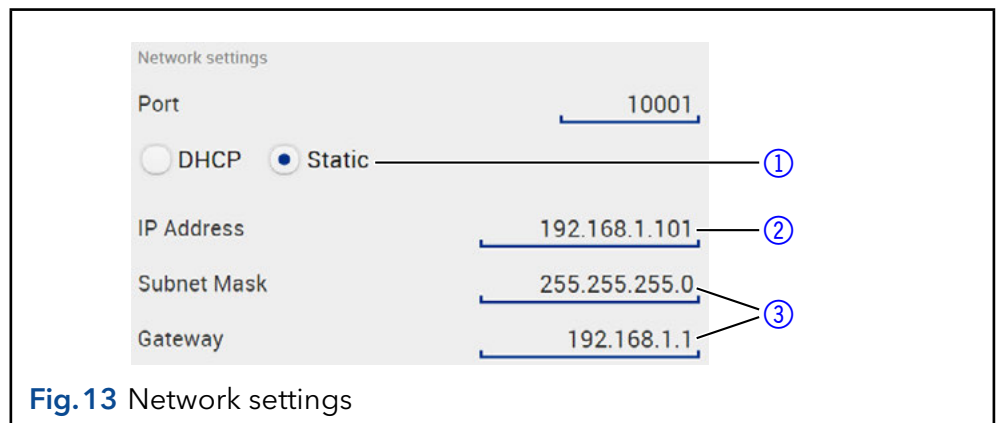 Network settings
Port 10001
DHCP Static ①
IP Address 192.168.1.101 ②
Subnet Mask 255.255.255.0
③
Gateway 192.168.1.1
Fig.13 Network settings